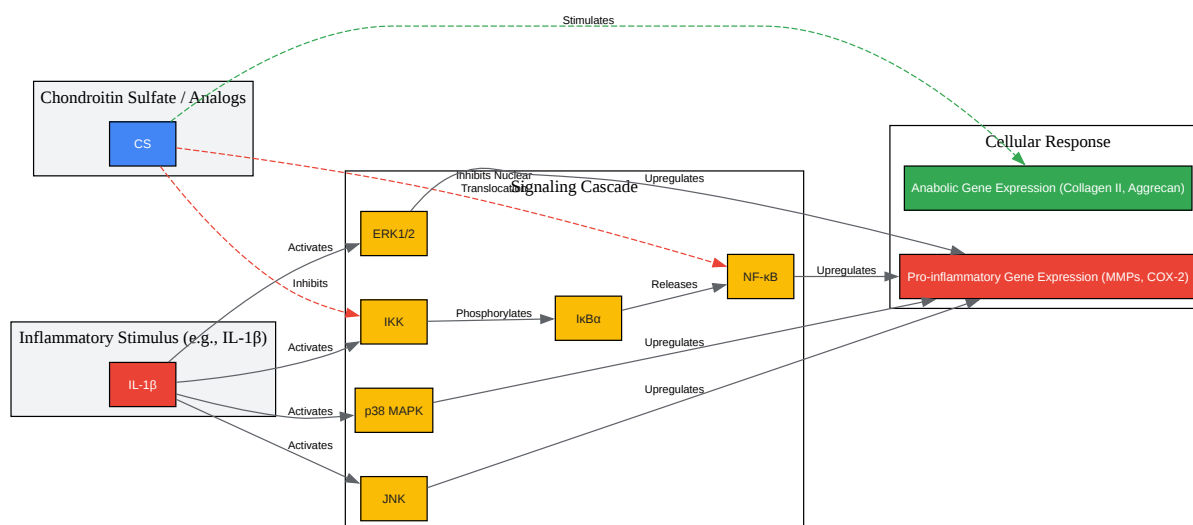 Stimulates
Chondroitin Sulfate / Analogs
CS
Cellular Response
Anabolic Gene Expression (Collagen II, Aggrecan)
Inhibits Nuclear
Translocation
Signaling Cascade
Upregulates
ERK1/2
Activates
Inhibits
NF-κB
Upregulates
Pro-inflammatory Gene Expression (MMPs, COX-2)
Releases
IKK
Phosphorylates
IκBα
Inflammatory Stimulus (e.g., IL-1β)
Activates
Upregulates
IL-1β
Activates
p38 MAPK
Upregulates
Activates
JNK